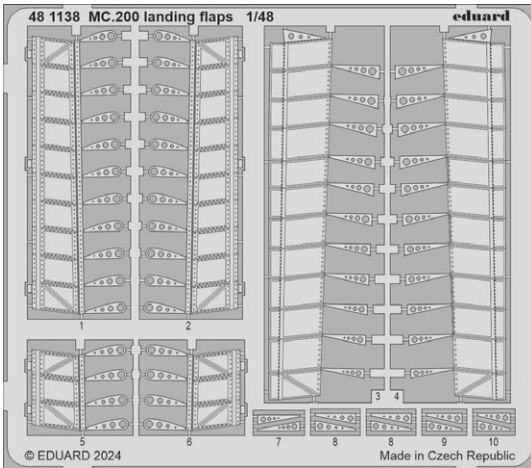 48 1138 MC.200 landing flaps 1/48 eduard
1 2
3 4
5 6 7 8 8 9 10
© EDUARD 2024 Made in Czech Republic